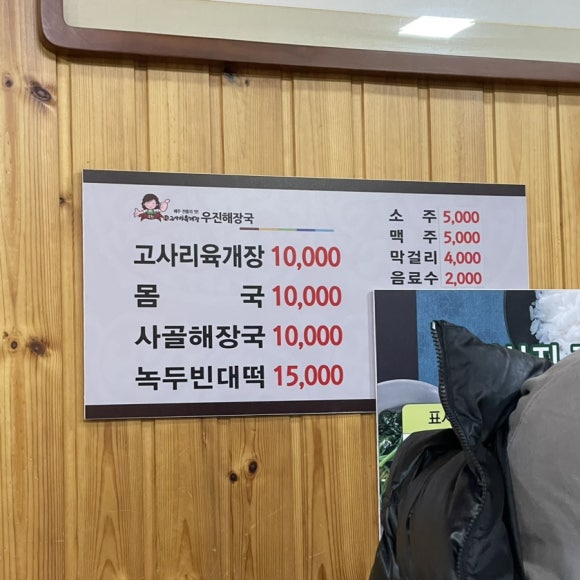 우진해장국
고사리육개장 10,000
몸 국 10,000
사골해장국 10,000
녹두빈대떡 15,000
소 주 5,000
맥 주 5,000
막걸리 4,000
음료수 2,000